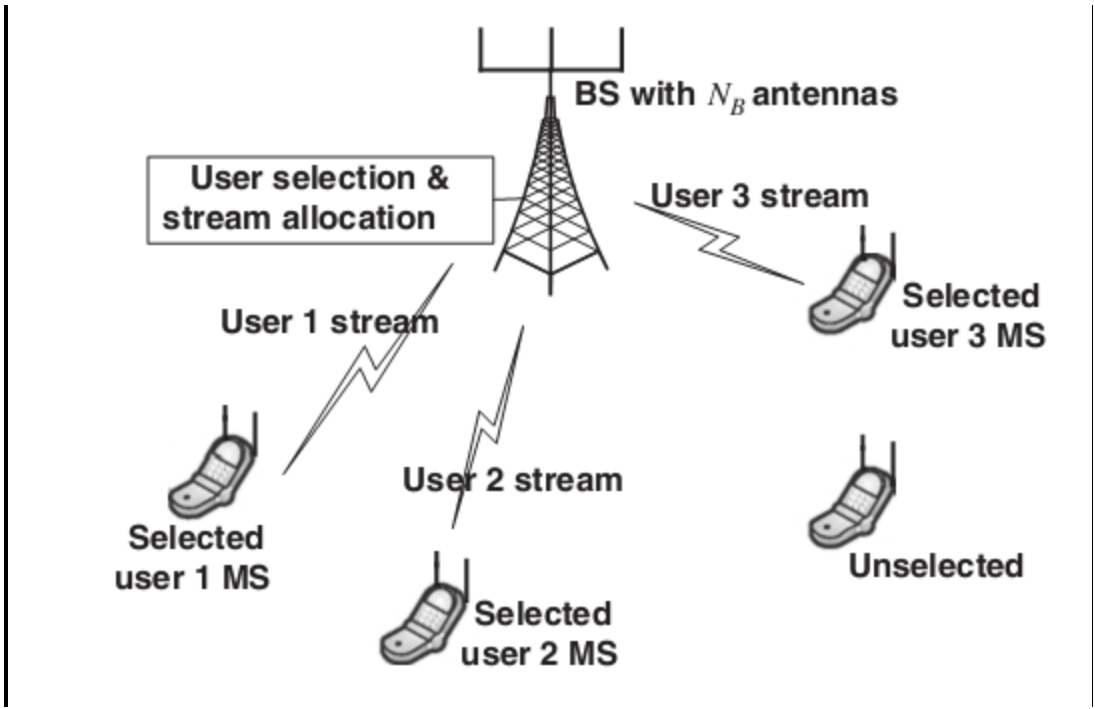 BS with N_B antennas
User selection &
stream allocation
User 3 stream
Selected
user 3 MS
User 1 stream
User 2 stream
Selected
user 1 MS
Unselected
Selected
user 2 MS